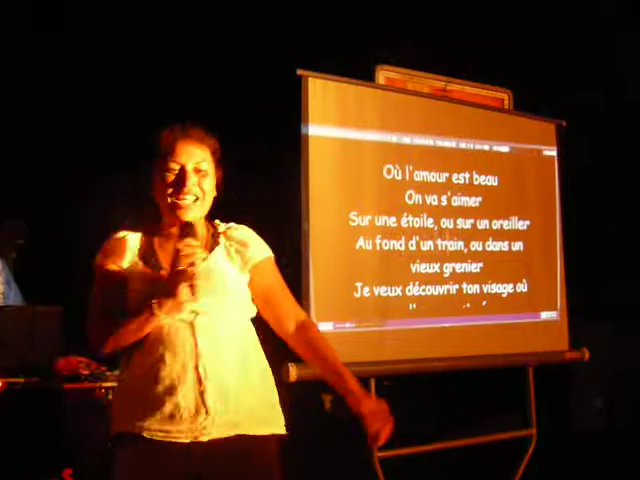 Où l'amour est beau
On va s'aimer
Sur une étoile, ou sur un oreiller
Au fond d'un train, ou dans un
vieux grenier
Je veux découvrir ton visage où